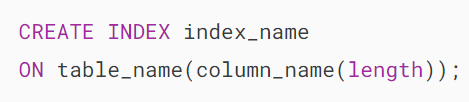 CREATE INDEX index_name
ON table_name(column_name(length));